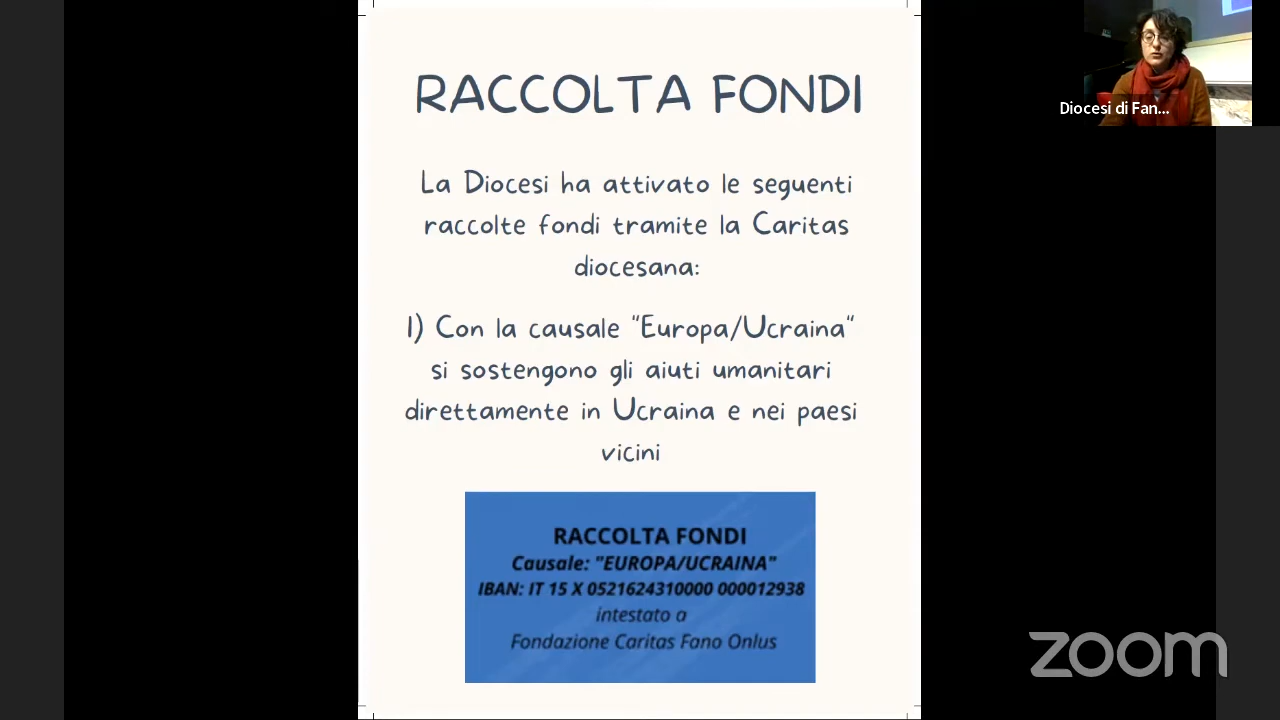 RACCOLTA FONDI
La Diocesi ha attivato le seguenti
raccolte fondi tramite la Caritas
diocesana:
1) Con la causale "Europa/Ucraina"
si sostengono gli aiuti umanitari
direttamente in Ucraina e nei paesi
vicini
RACCOLTA FONDI
Causale: "EUROPA/UCRAINA"
IBAN: IT 15 X 0521624310000 000012938
intestato a
Fondazione Caritas Fano Onlus
Diocesi di Fan...
zoom